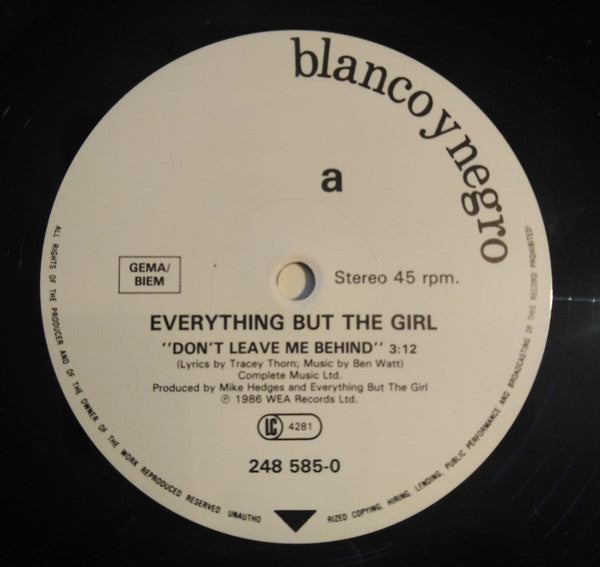 blanco y negro
a
GEMA/
BIEM
Stereo 45 rpm.
EVERYTHING BUT THE GIRL
''DON'T LEAVE ME BEHIND'' 3:12
(Lyrics by Tracey Thorn; Music by Ben Watt)
Complete Music Ltd.
Produced by Mike Hedges and Everything But The Girl
℗ 1986 WEA Records Ltd.
LC 4281
248 585-0
ALL RIGHTS OF THE PRODUCER AND OF THE OWNER OF THE WORK REPRODUCED RESERVED UNAUTHO
RIZED COPYING, HIRING, LENDING, PUBLIC PERFORMANCE AND BROADCASTING OF THIS RECORD PROHIBITED!